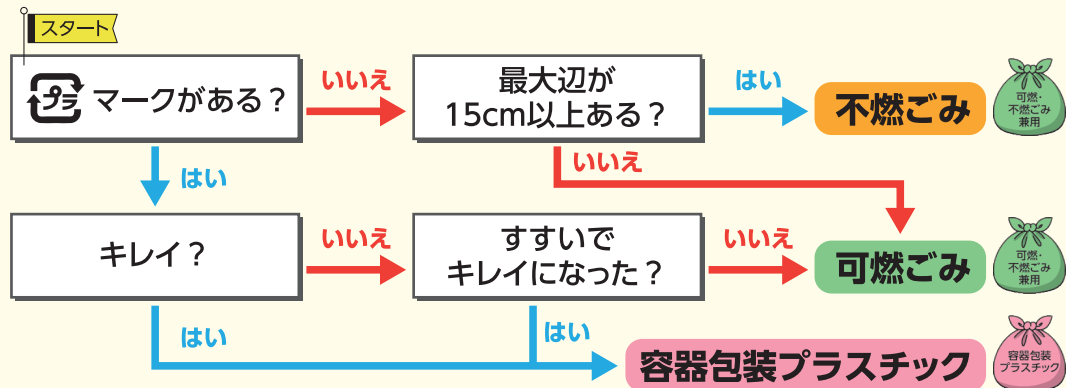 スタート
プラ マークがある？
いいえ
最大辺が
15cm以上ある？
はい
不燃ごみ
可燃・
不燃ごみ
兼用
はい
いいえ
キレイ？
いいえ
すすいで
キレイになった？
いいえ
可燃ごみ
可燃・
不燃ごみ
兼用
はい
はい
容器包装プラスチック
容器包装
プラスチック